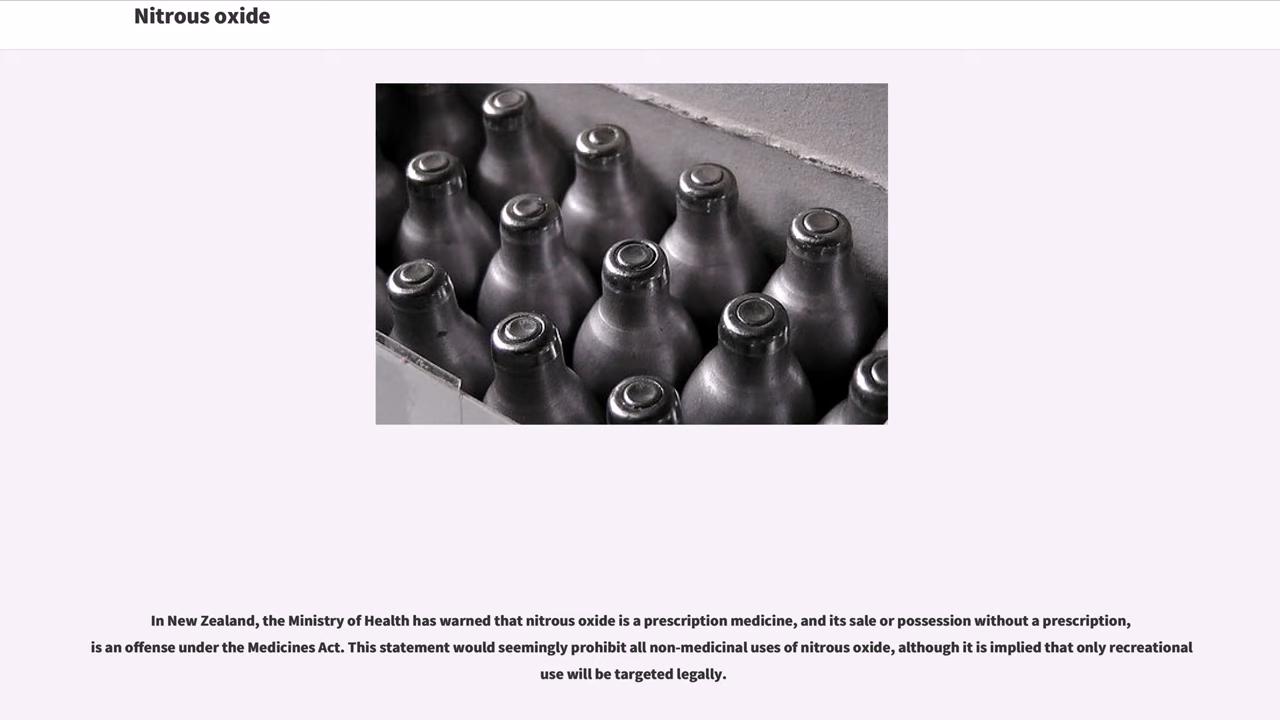 Nitrous oxide
In New Zealand, the Ministry of Health has warned that nitrous oxide is a prescription medicine, and its sale or possession without a prescription,
is an offense under the Medicines Act. This statement would seemingly prohibit all non-medicinal uses of nitrous oxide, although it is implied that only recreational
use will be targeted legally.